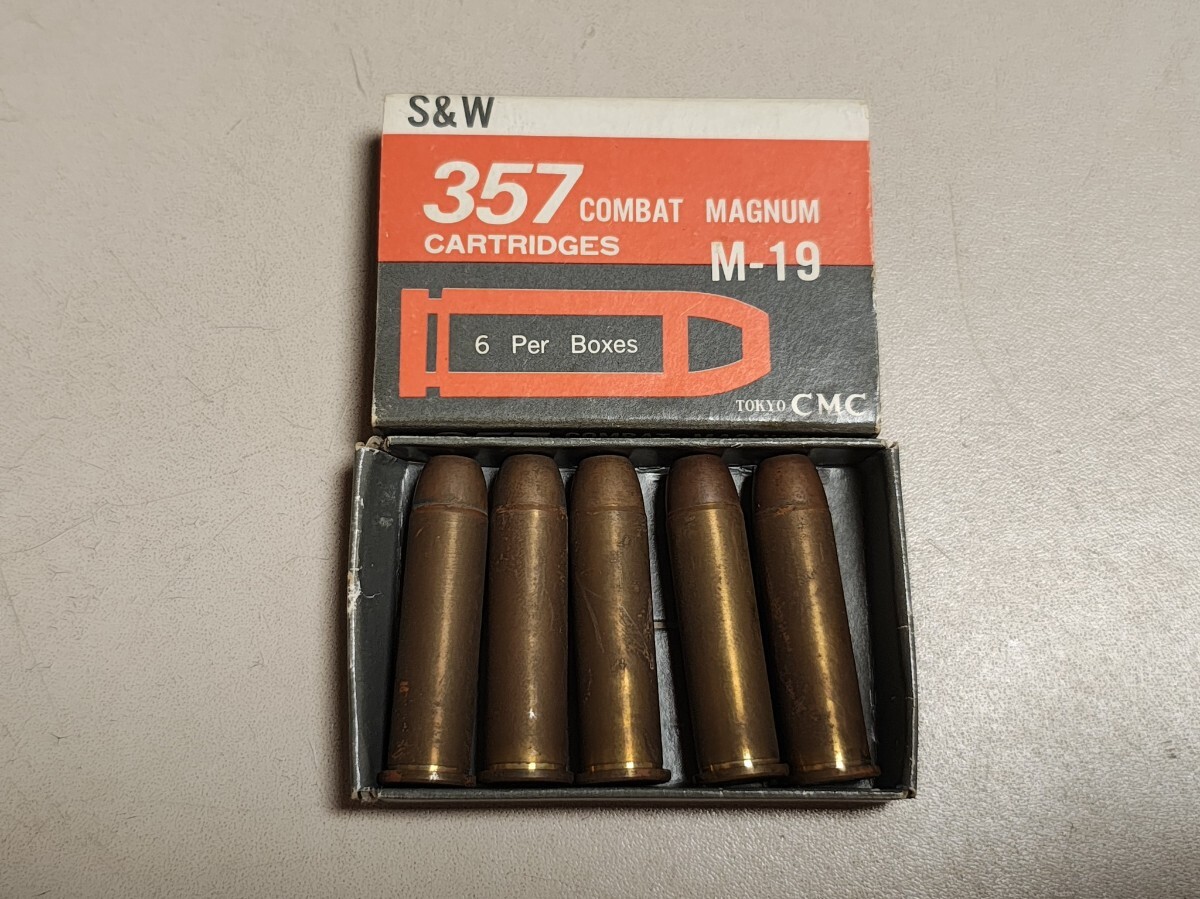 S&W
357 COMBAT MAGNUM
CARTRIDGES
M-19
6 Per Boxes
TOKYO CMC